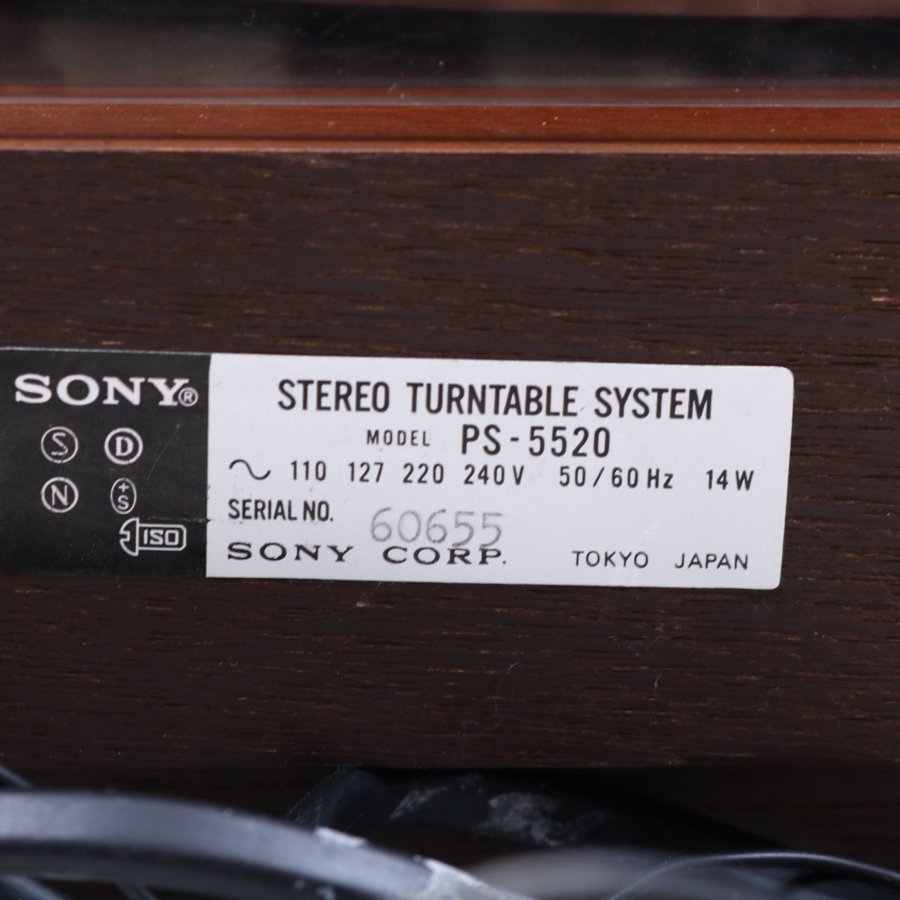 SONY®
S D
N +S
ISO
STEREO TURNTABLE SYSTEM
MODEL PS-5520
~ 110 127 220 240V 50/60Hz 14W
SERIAL NO. 60655
SONY CORP. TOKYO JAPAN